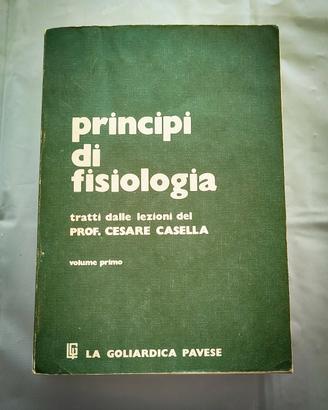 principi
di
fisiologia
tratti dalle lezioni del
PROF. CESARE CASELLA
volume primo
LA GOLIARDICA PAVESE